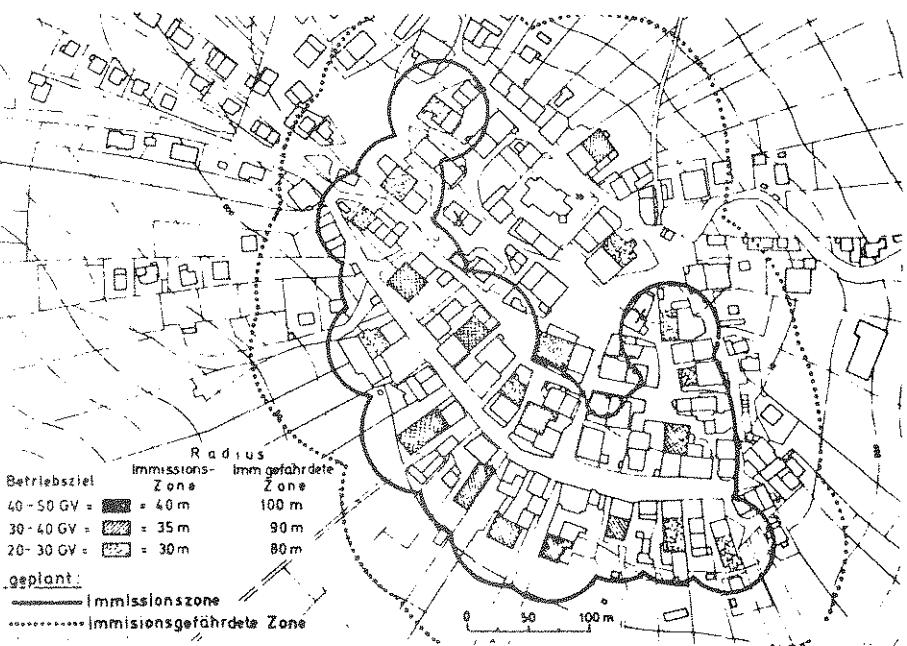 Radius
Betriebsziel Immissions- Imm.gefährdete
Zone Zone
40-50 GV = = 40 m 100 m
30-40 GV = = 35 m 90 m
20-30 GV = = 30 m 80 m
geplant:
Immissionszone
Immisionsgefährdete Zone
0 50 100 m